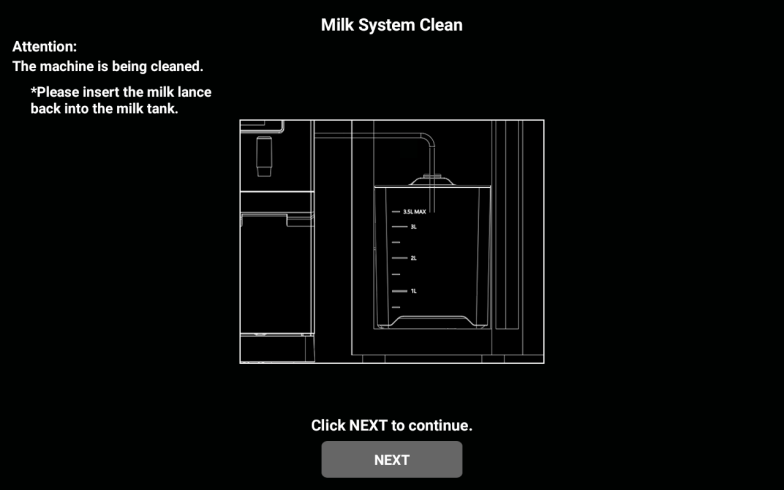 Milk System Clean
Attention:
The machine is being cleaned.
*Please insert the milk lance
back into the milk tank.
3.5L MAX
3L
2L
1L
Click NEXT to continue.
NEXT